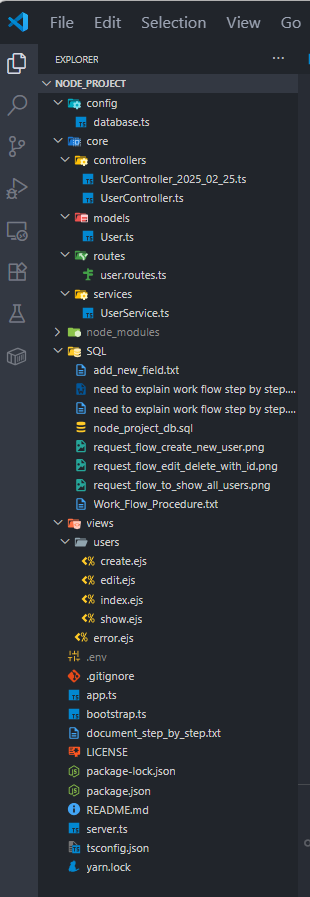 File Edit Selection View Go
EXPLORER ...
NODE_PROJECT
config
database.ts
core
controllers
UserController_2025_02_25.ts
UserController.ts
models
User.ts
routes
user.routes.ts
services
UserService.ts
node_modules
SQL
add_new_field.txt
need to explain work flow step by step....
need to explain work flow step by step....
node_project_db.sql
request_flow_create_new_user.png
request_flow_edit_delete_with_id.png
request_flow_to_show_all_users.png
Work_Flow_Procedure.txt
views
users
create.ejs
edit.ejs
index.ejs
show.ejs
error.ejs
.env
.gitignore
app.ts
bootstrap.ts
document_step_by_step.txt
LICENSE
package-lock.json
package.json
README.md
server.ts
tsconfig.json
yarn.lock